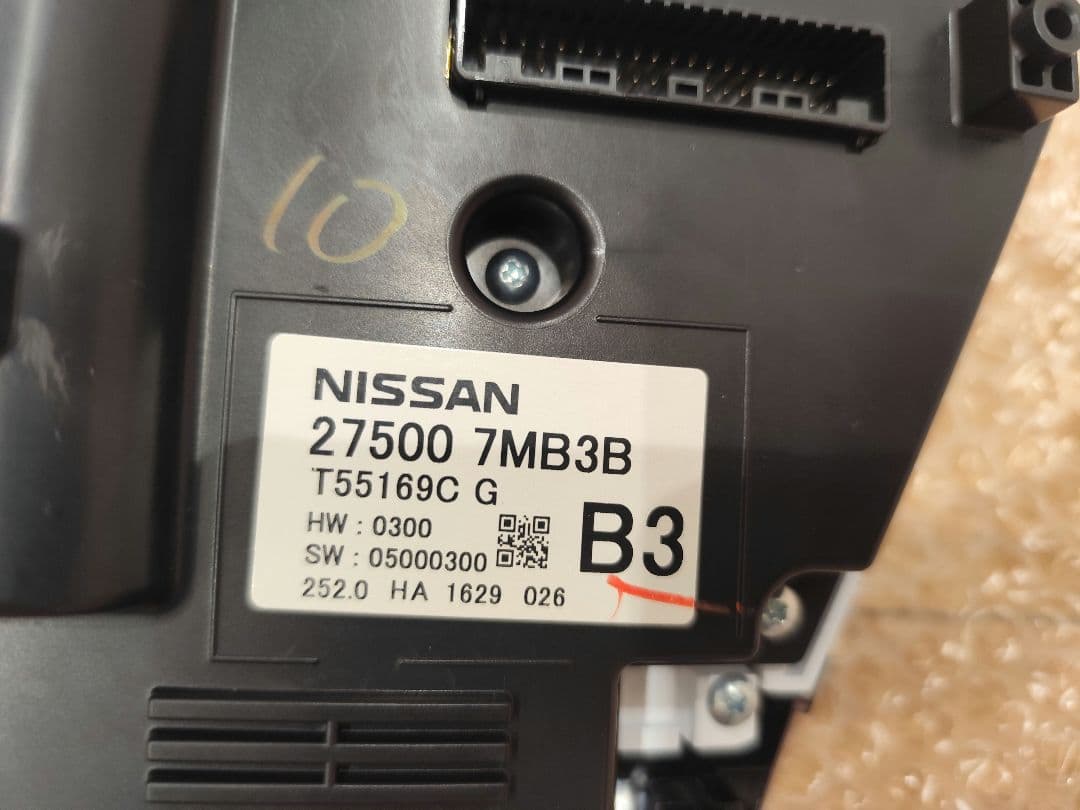 10
NISSAN
27500 7MB3B
T55169C G
HW : 0300
SW : 05000300
B3
252.0 HA 1629 026